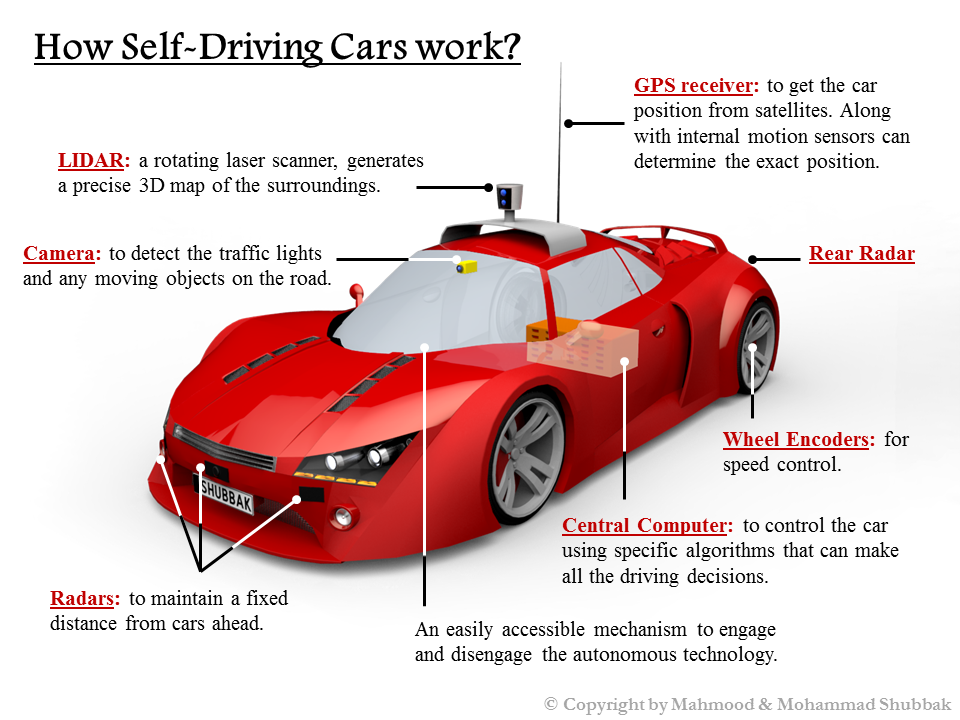 How Self-Driving Cars work?
GPS receiver: to get the car
position from satellites. Along
with internal motion sensors can
determine the exact position.
LIDAR: a rotating laser scanner, generates
a precise 3D map of the surroundings.
Camera: to detect the traffic lights
and any moving objects on the road.
Rear Radar
Wheel Encoders: for
speed control.
SHUBBAK
Central Computer: to control the car
using specific algorithms that can make
all the driving decisions.
Radars: to maintain a fixed
distance from cars ahead.
An easily accessible mechanism to engage
and disengage the autonomous technology.
© Copyright by Mahmood & Mohammad Shubbak